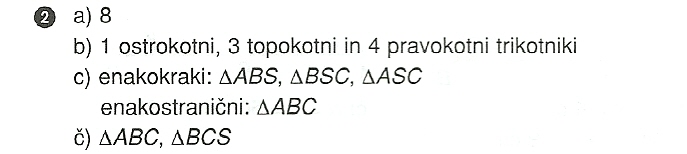 2 a) 8
b) 1 ostrokotni, 3 topokotni in 4 pravokotni trikotniki
c) enakokraki: ΔABS, ΔBSC, ΔASC
enakostranični: ΔABC
č) ΔABC, ΔBCS